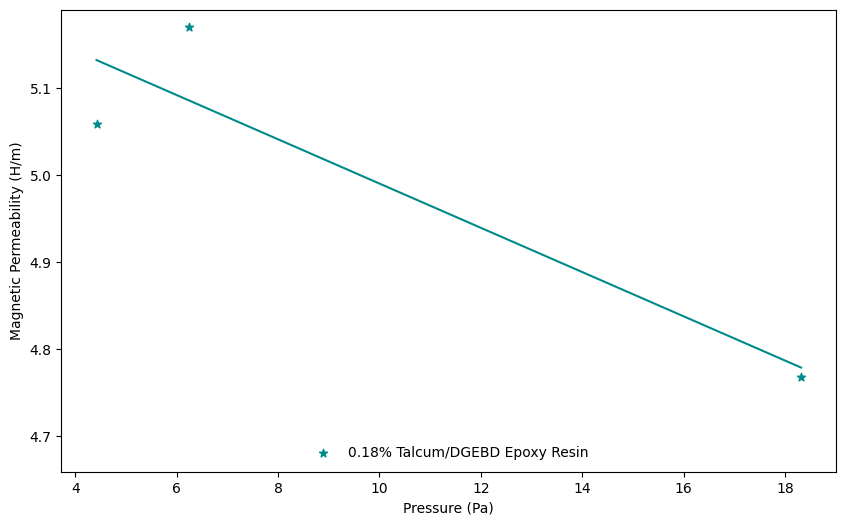 5.1
5.0
4.9
4.8
4.7
Magnetic Permeability (H/m)
0.18% Talcum/DGEBD Epoxy Resin
4 6 8 10 12 14 16 18
Pressure (Pa)